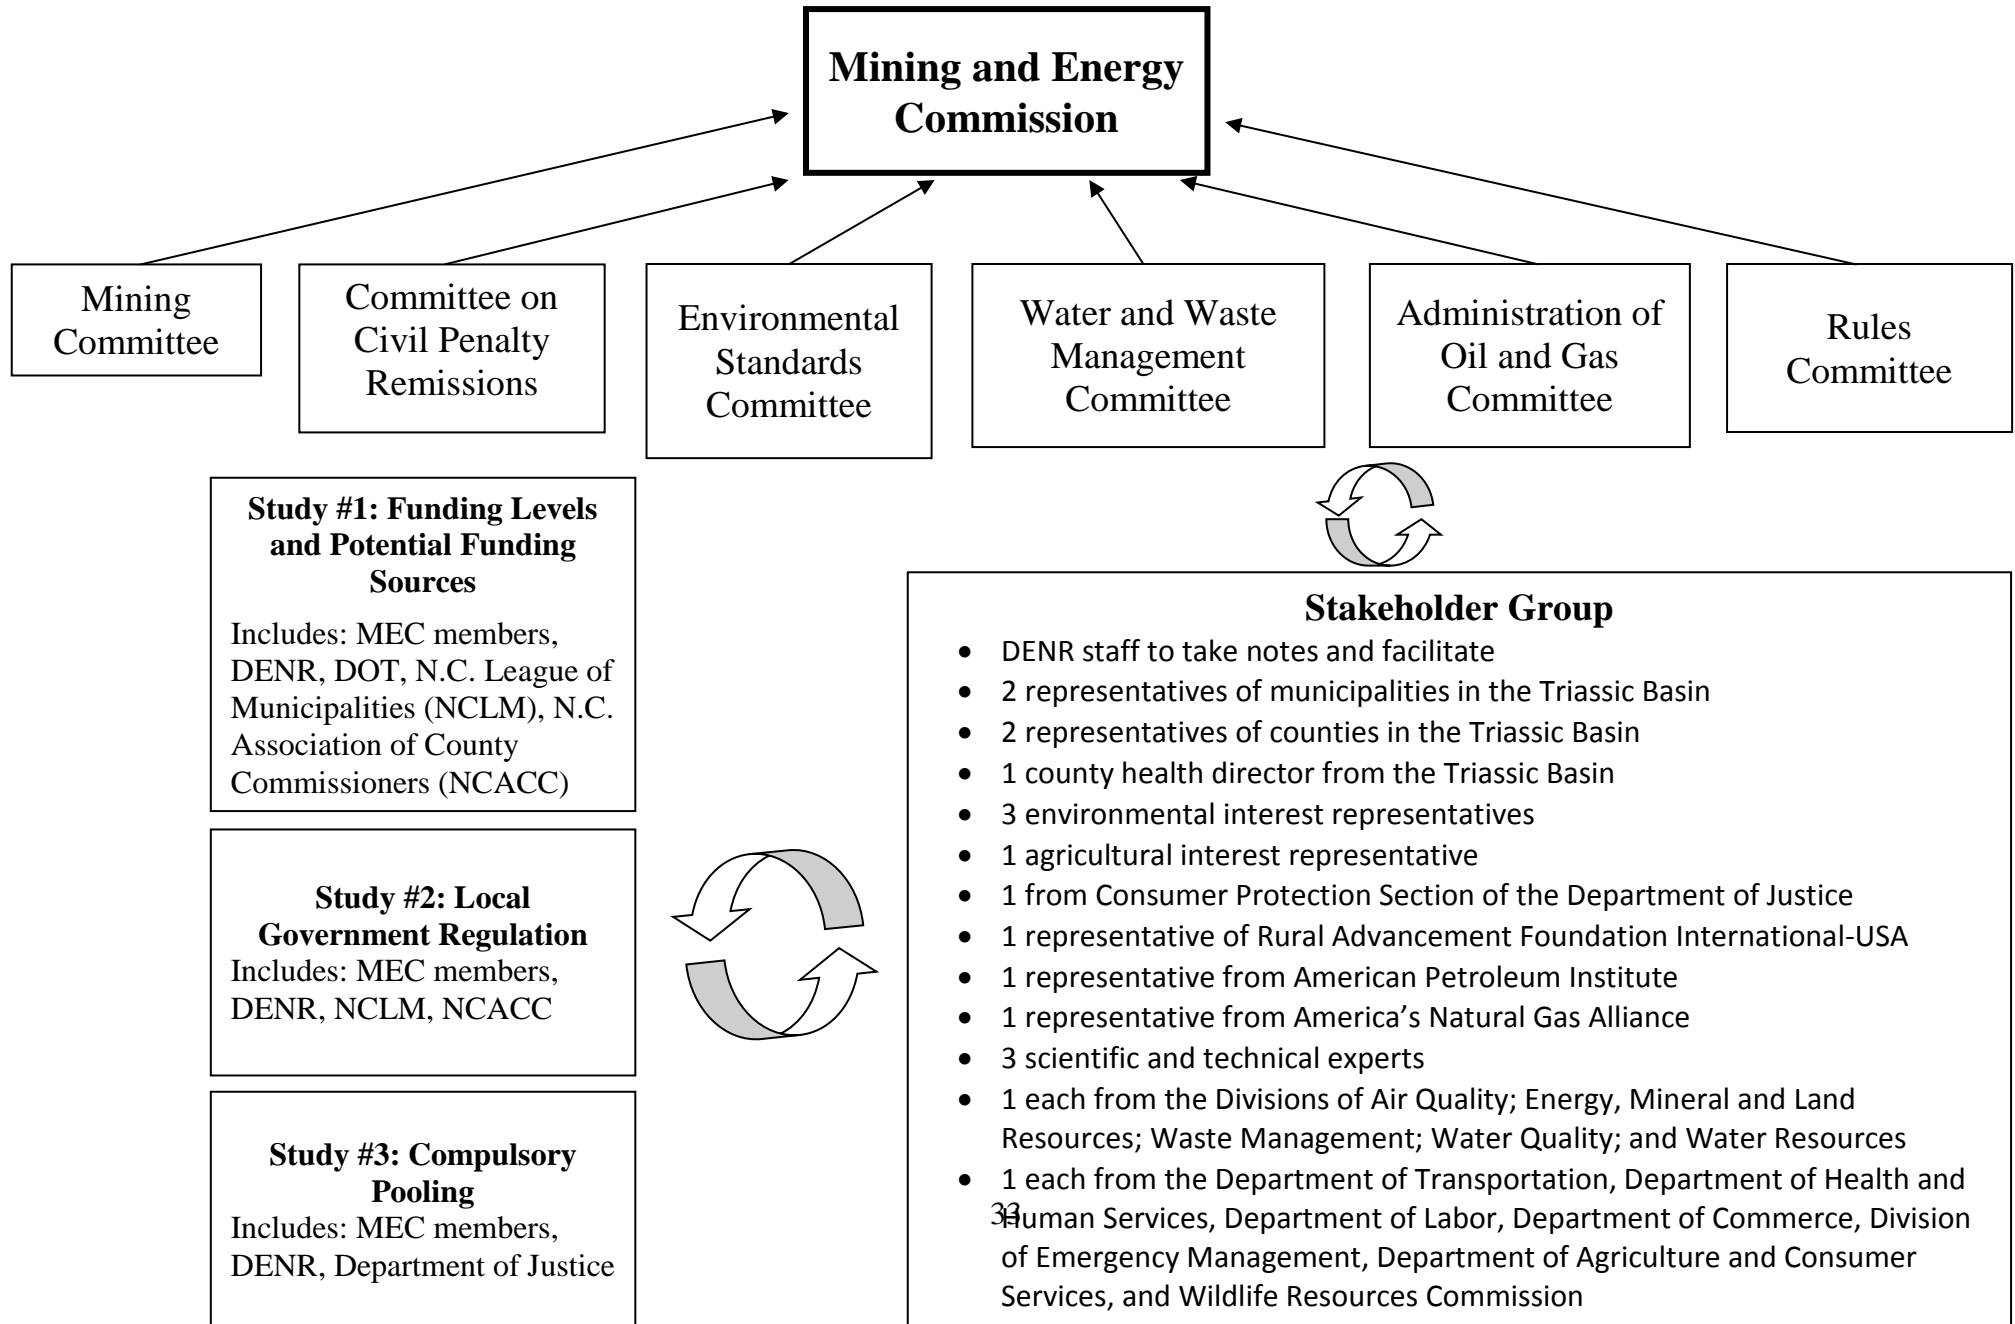 Mining and Energy
Commission
Mining
Committee
Committee on
Civil Penalty
Remissions
Environmental
Standards
Committee
Water and Waste
Management
Committee
Administration of
Oil and Gas
Committee
Rules
Committee
Study #1: Funding Levels
and Potential Funding
Sources
Includes: MEC members,
DENR, DOT, N.C. League of
Municipalities (NCLM), N.C.
Association of County
Commissioners (NCACC)
Study #2: Local
Government Regulation
Includes: MEC members,
DENR, NCLM, NCACC
Study #3: Compulsory
Pooling
Includes: MEC members,
DENR, Department of Justice
Stakeholder Group
• DENR staff to take notes and facilitate
• 2 representatives of municipalities in the Triassic Basin
• 2 representatives of counties in the Triassic Basin
• 1 county health director from the Triassic Basin
• 3 environmental interest representatives
• 1 agricultural interest representative
• 1 from Consumer Protection Section of the Department of Justice
• 1 representative of Rural Advancement Foundation International-USA
• 1 representative from American Petroleum Institute
• 1 representative from America's Natural Gas Alliance
• 3 scientific and technical experts
• 1 each from the Divisions of Air Quality; Energy, Mineral and Land
Resources; Waste Management; Water Quality; and Water Resources
• 1 each from the Department of Transportation, Department of Health and
Human Services, Department of Labor, Department of Commerce, Division
of Emergency Management, Department of Agriculture and Consumer
Services, and Wildlife Resources Commission
33